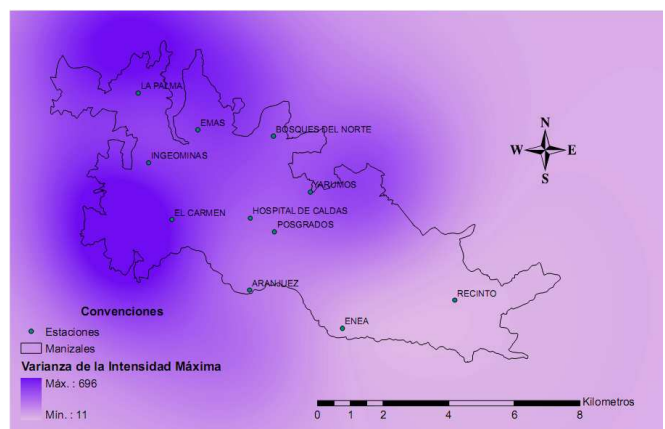 LA PALMA
EMAS
BOSQUES DEL NORTE
N
W E
S
INGEOMINAS
YARUMOS
EL CARMEN
HOSPITAL DE CALDAS
POSGRADOS
ARANJUEZ
RECINTO
ENEA
Convenciones
Estaciones
Manizales
Varianza de la Intensidad Máxima
Máx. : 696
Mín. : 11
Kilometros
0 1 2 4 6 8